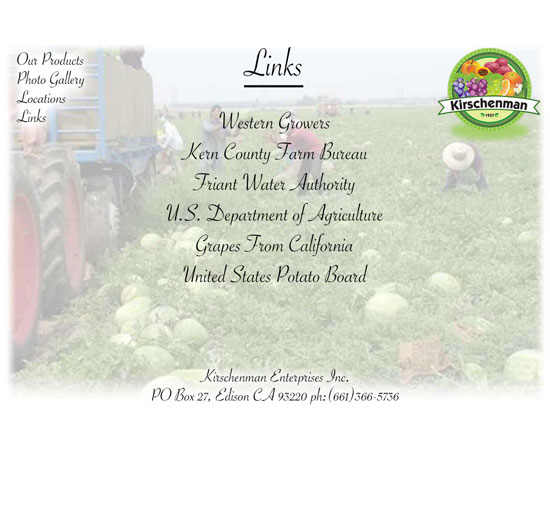 Our Products
Photo Gallery
Locations
Links
Links
Kirschenman
1937
Western Growers
Kern County Farm Bureau
Friant Water Authority
U.S. Department of Agriculture
Grapes From California
United States Potato Board
Kirschenman Enterprises Inc.
PO Box 27, Edison CA 93220 ph: (661)366-5736